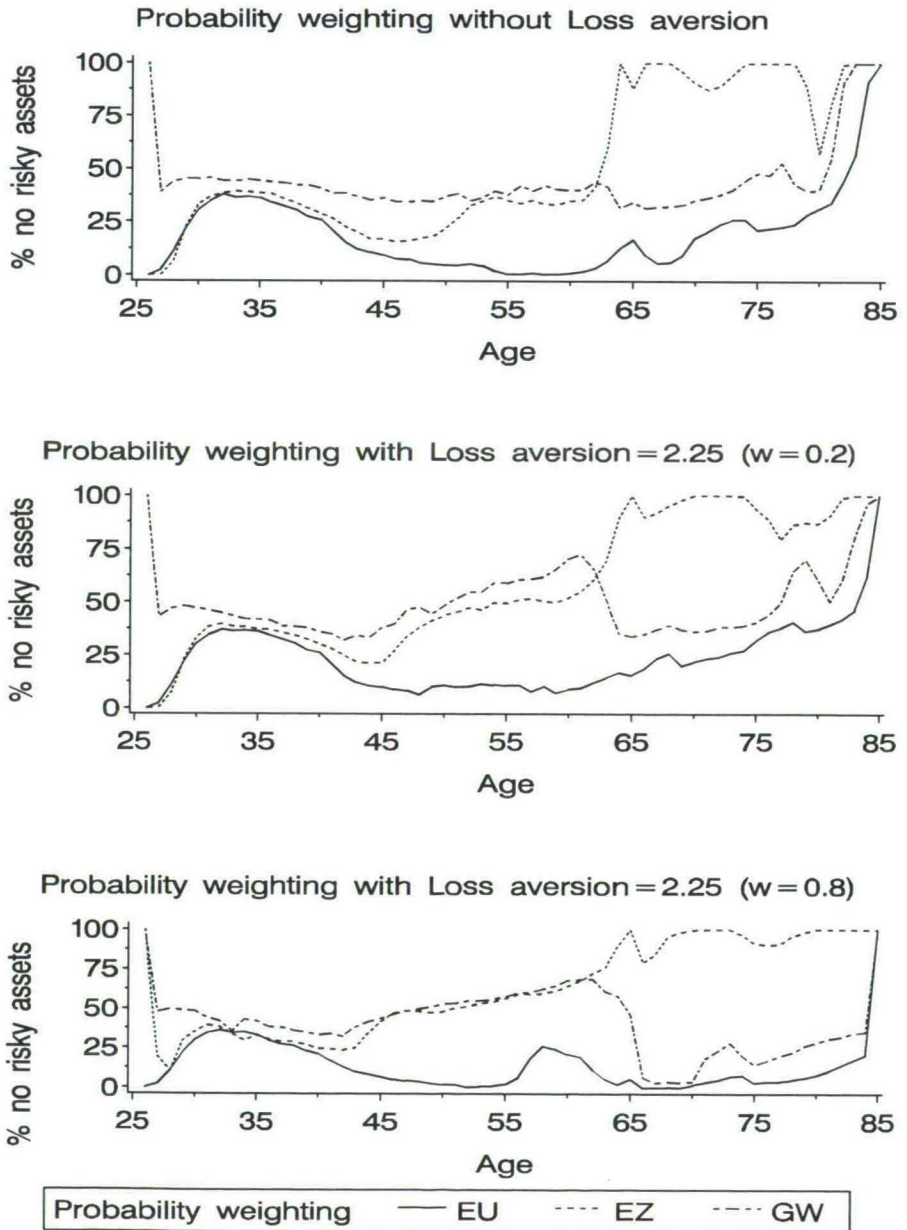 Probability weighting without Loss aversion
% no risky assets
100
75
50
25
0
25 35 45 55 65 75 85
Age
Probability weighting with Loss aversion = 2.25 (w = 0.2)
% no risky assets
100
75
50
25
0
25 35 45 55 65 75 85
Age
Probability weighting with Loss aversion = 2.25 (w = 0.8)
% no risky assets
100
75
50
25
0
25 35 45 55 65 75 85
Age
Probability weighting EU EZ GW